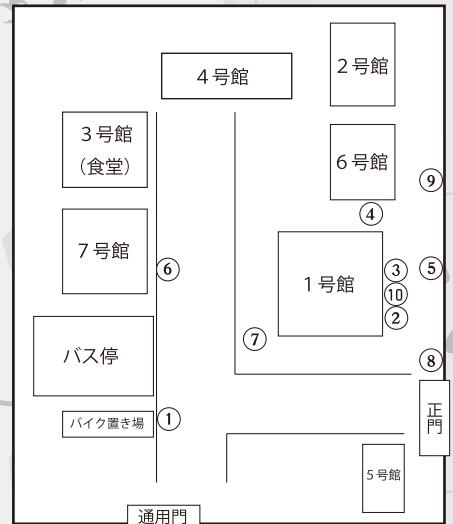 2号館
4号館
3号館
(食堂)
6号館
⑨
④
7号館
⑥
1号館
③
⑤
⑩
②
⑦
バス停
⑧
正門
バイク置き場
①
5号館
通用門